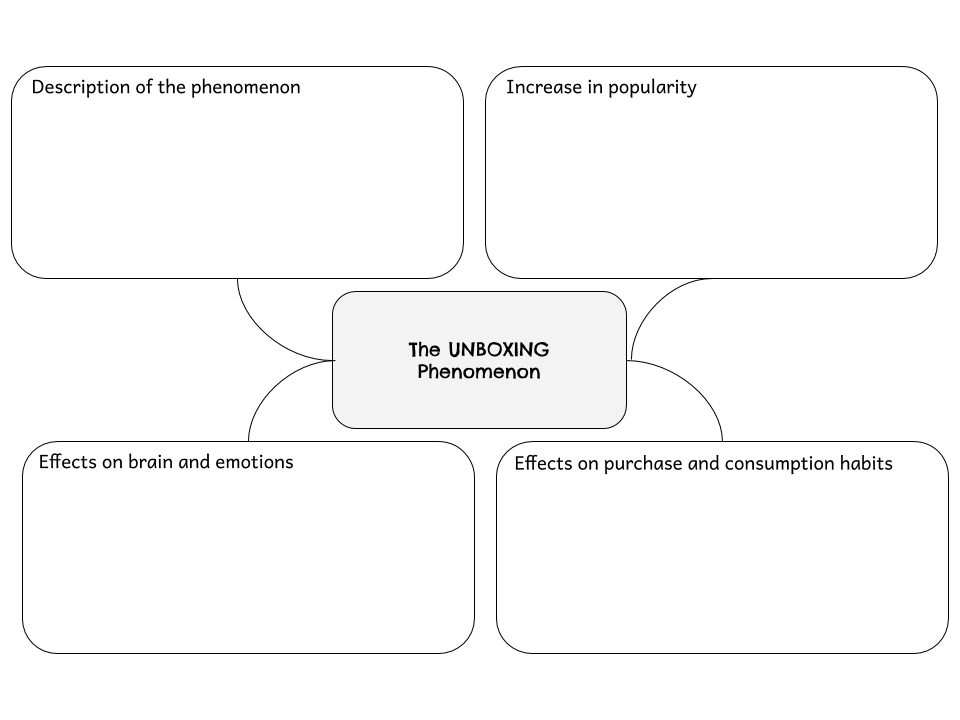 Description of the phenomenon
Increase in popularity
The UNBOXING
Phenomenon
Effects on brain and emotions
Effects on purchase and consumption habits